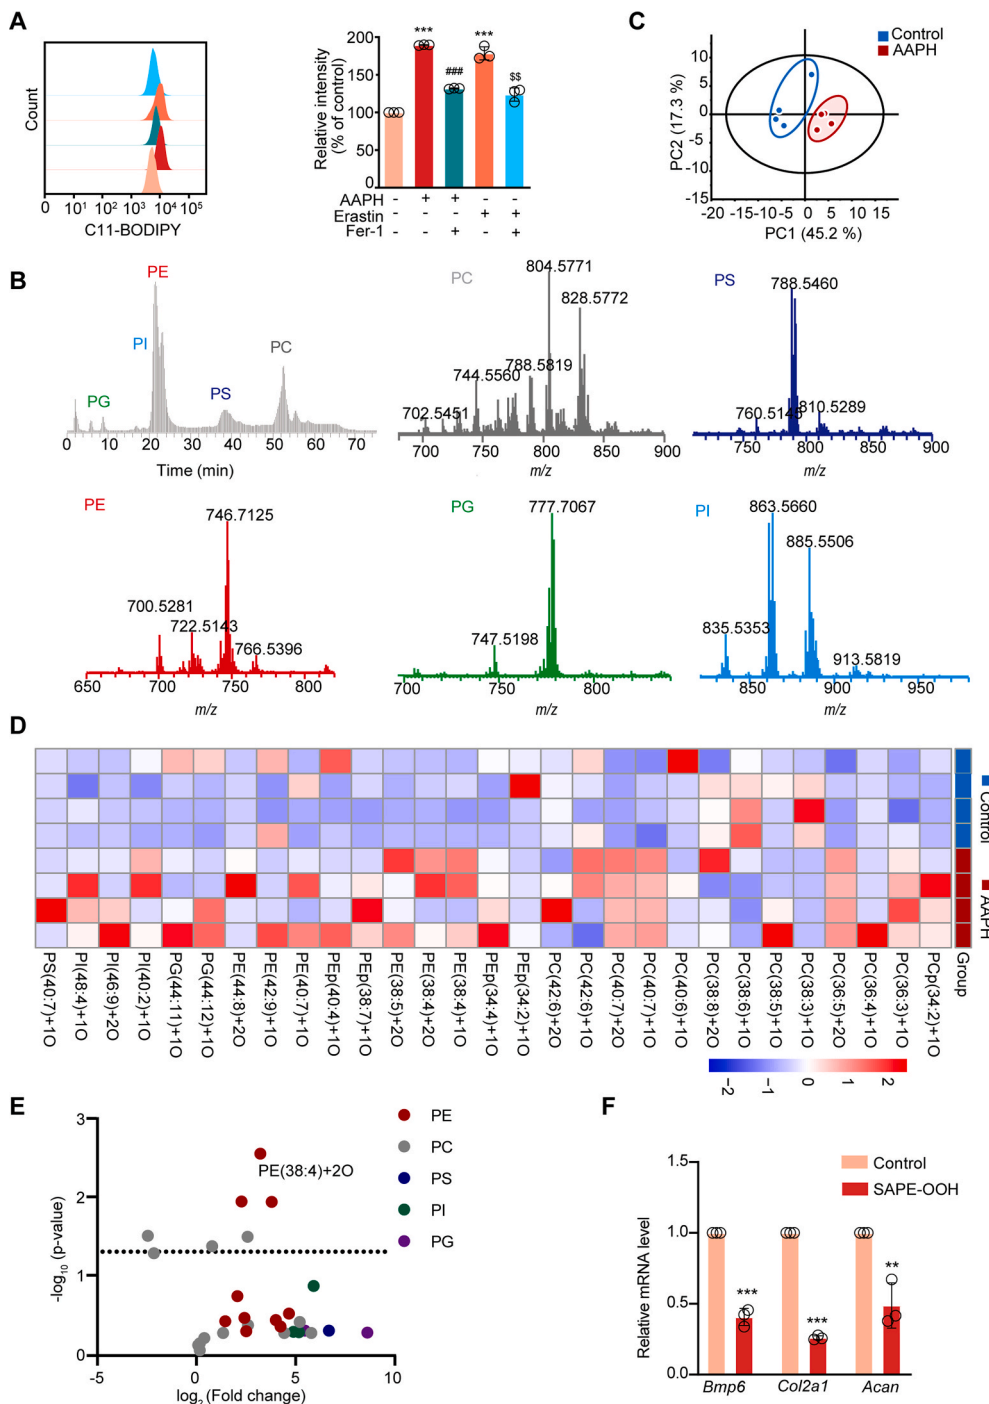 A
Count
0 10¹ 10² 10³ 10⁴ 10⁵
C11-BODIPY
Relative intensity
(% of control)
200
150
100
50
0
***
###
***
$$
AAPH - + + - -
Erastin - - - + +
Fer-1 - - + - +
C
Control
AAPH
PC2 (17.3 %)
10
5
0
-5
-10
-15
-20 -15 -10 -5 0 5 10 15
PC1 (45.2 %)
B
PE
PI
PG
PS
PC
0 10 20 30 40 50 60 70
Time (min)
PC
804.5771
828.5772
788.5819
744.5560
702.5451
700 750 800 850 900
m/z
PS
788.5460
760.5148
810.5289
750 800 850 900
m/z
PE
746.7125
700.5281
722.5143
766.5396
650 700 750 800
m/z
PG
777.7067
747.5198
700 750 800
m/z
PI
863.5660
885.5506
835.5353
913.5819
850 900 950
m/z
D
Control
AAPH
Group
PS(40:7)+1O
PI(48:4)+1O
PI(46:9)+2O
PI(40:2)+1O
PG(44:11)+1O
PG(44:12)+1O
PE(44:8)+2O
PE(42:9)+1O
PE(40:7)+1O
PEp(40:4)+1O
PEp(38:7)+1O
PE(38:5)+2O
PE(38:4)+2O
PE(38:4)+1O
PEp(34:4)+1O
PEp(34:2)+1O
PC(42:6)+2O
PC(42:6)+1O
PC(40:7)+2O
PC(40:7)+1O
PC(40:6)+1O
PC(38:8)+2O
PC(38:6)+1O
PC(38:5)+1O
PC(38:3)+1O
PC(36:5)+2O
PC(36:4)+1O
PC(36:3)+1O
PCp(34:2)+1O
-2 -1 0 1 2
E
-log₁₀ (p-value)
3
2
1
0
-5 0 5 10
log₂ (Fold change)
PE(38:4)+2O
PE
PC
PS
PI
PG
F
Control
SAPE-OOH
Relative mRNA level
1.0
0.5
0.0
***
***
**
Bmp6 Col2a1 Acan